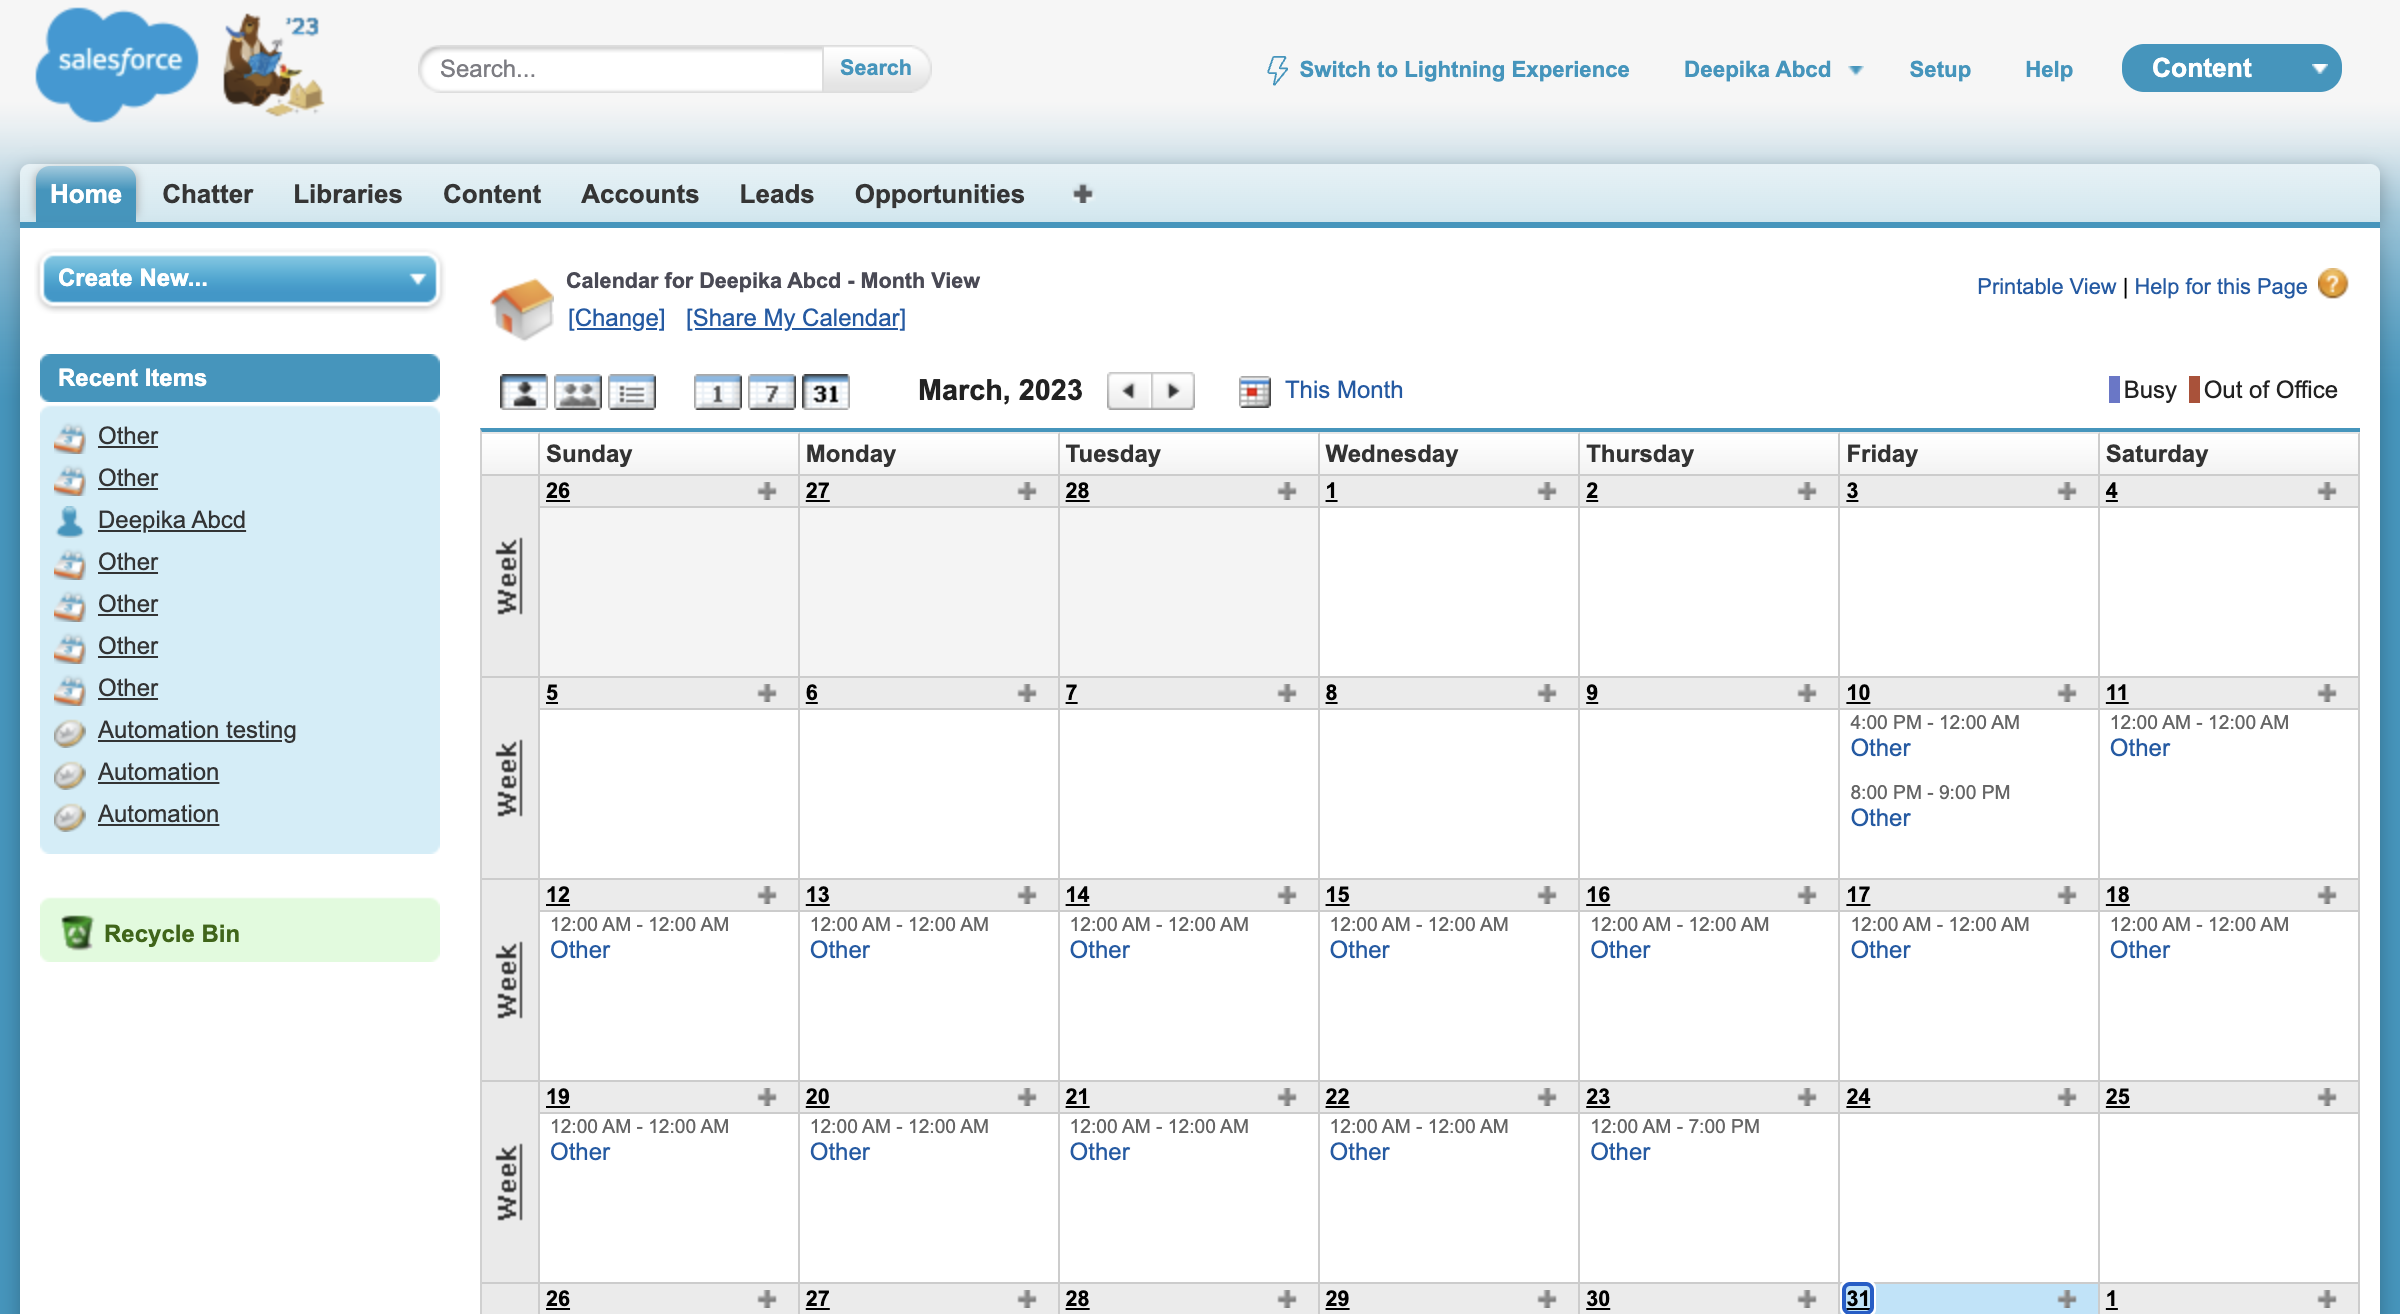 salesforce
'23
Search...
Search
Switch to Lightning Experience
Deepika Abcd
Setup
Help
Content
Home Chatter Libraries Content Accounts Leads Opportunities
Create New...
Recent Items
Other
Other
Deepika Abcd
Other
Other
Other
Other
Automation testing
Automation
Automation
Recycle Bin
Calendar for Deepika Abcd - Month View
[Change] [Share My Calendar]
Printable View | Help for this Page ?
1 7 31
March, 2023
This Month
Busy Out of Office
Sunday Monday Tuesday Wednesday Thursday Friday Saturday
Week
26 27 28 1 2 3 4
Week
5 6 7 8 9 10 11
4:00 PM - 12:00 AM 12:00 AM - 12:00 AM
Other Other
8:00 PM - 9:00 PM
Other
Week
12 13 14 15 16 17 18
12:00 AM - 12:00 AM 12:00 AM - 12:00 AM 12:00 AM - 12:00 AM 12:00 AM - 12:00 AM 12:00 AM - 12:00 AM 12:00 AM - 12:00 AM 12:00 AM - 12:00 AM
Other Other Other Other Other Other Other
Week
19 20 21 22 23 24 25
12:00 AM - 12:00 AM 12:00 AM - 12:00 AM 12:00 AM - 12:00 AM 12:00 AM - 12:00 AM 12:00 AM - 7:00 PM
Other Other Other Other Other
26 27 28 29 30 31 1